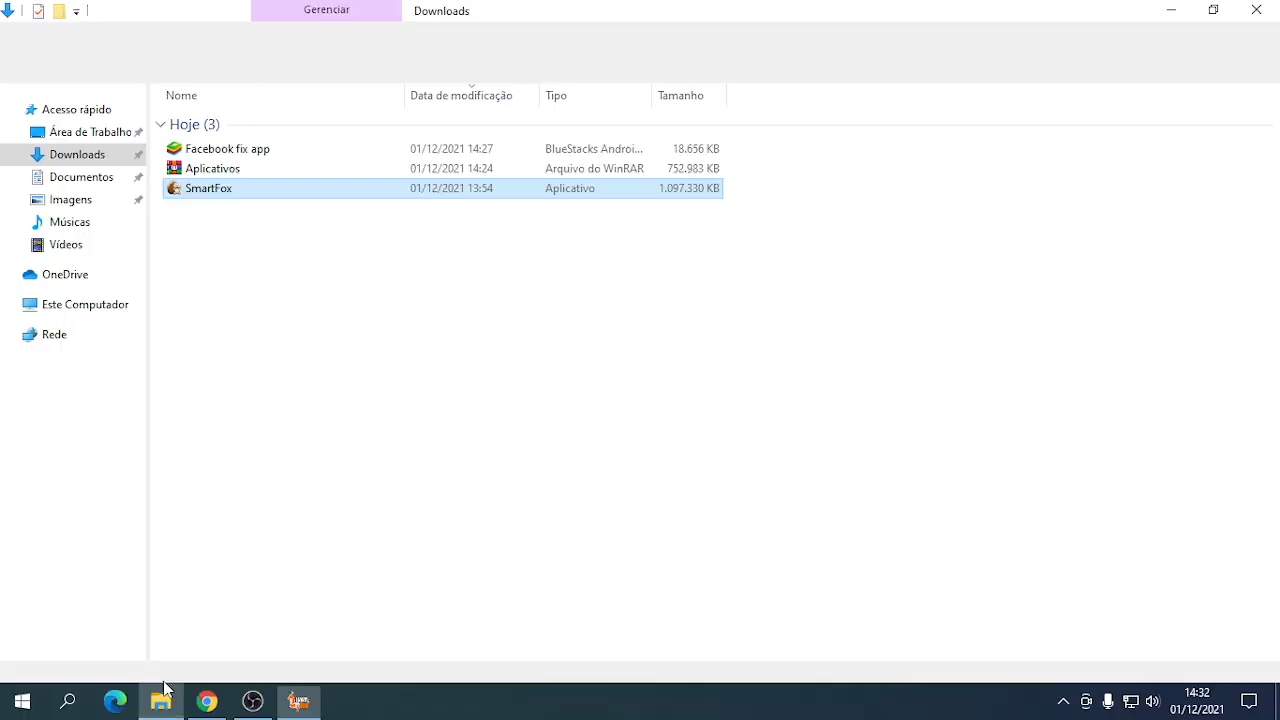 Gerenciar
Downloads
Nome
Data de modificação
Tipo
Tamanho
Acesso rápido
Área de Trabalho
Downloads
Documentos
Imagens
Músicas
Vídeos
OneDrive
Este Computador
Rede
Hoje (3)
Facebook fix app 01/12/2021 14:27 BlueStacks Androi... 18.656 KB
Aplicativos 01/12/2021 14:24 Arquivo do WinRAR 752.983 KB
SmartFox 01/12/2021 13:54 Aplicativo 1.097.330 KB
14:32
01/12/2021